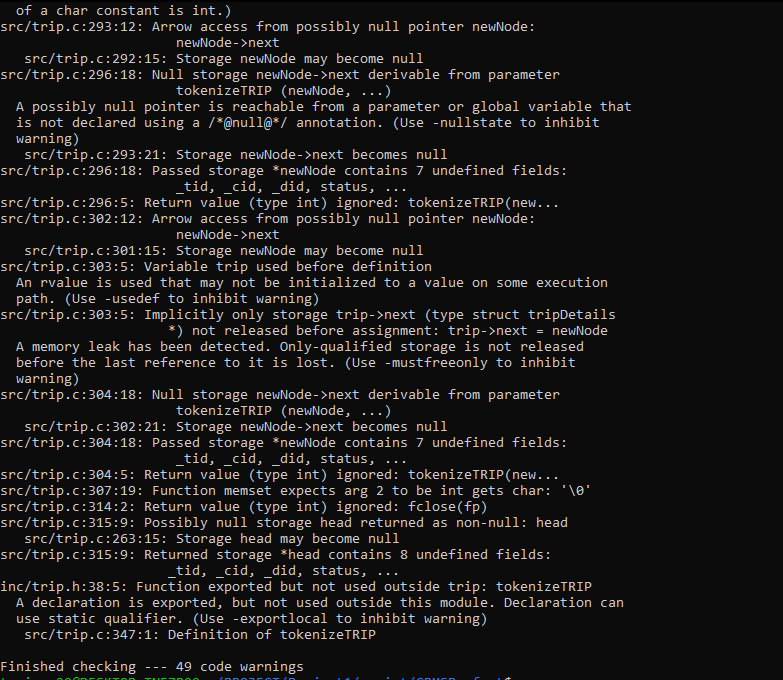 of a char constant is int.)
src/trip.c:293:12: Arrow access from possibly null pointer newNode:
newNode->next
src/trip.c:292:15: Storage newNode may become null
src/trip.c:296:18: Null storage newNode->next derivable from parameter
tokenizeTRIP (newNode, ...)
A possibly null pointer is reachable from a parameter or global variable that
is not declared using a /*@null@*/ annotation. (Use -nullstate to inhibit
warning)
src/trip.c:293:21: Storage newNode->next becomes null
src/trip.c:296:18: Passed storage *newNode contains 7 undefined fields:
_tid, _cid, _did, status, ...
src/trip.c:296:5: Return value (type int) ignored: tokenizeTRIP(new...
src/trip.c:302:12: Arrow access from possibly null pointer newNode:
newNode->next
src/trip.c:301:15: Storage newNode may become null
src/trip.c:303:5: Variable trip used before definition
An rvalue is used that may not be initialized to a value on some execution
path. (Use -usedef to inhibit warning)
src/trip.c:303:5: Implicitly only storage trip->next (type struct tripDetails
*) not released before assignment: trip->next = newNode
A memory leak has been detected. Only-qualified storage is not released
before the last reference to it is lost. (Use -mustfreeonly to inhibit
warning)
src/trip.c:304:18: Null storage newNode->next derivable from parameter
tokenizeTRIP (newNode, ...)
src/trip.c:302:21: Storage newNode->next becomes null
src/trip.c:304:18: Passed storage *newNode contains 7 undefined fields:
_tid, _cid, _did, status, ...
src/trip.c:304:5: Return value (type int) ignored: tokenizeTRIP(new...
src/trip.c:307:19: Function memset expects arg 2 to be int gets char: '\0'
src/trip.c:314:2: Return value (type int) ignored: fclose(fp)
src/trip.c:315:9: Possibly null storage head returned as non-null: head
src/trip.c:263:15: Storage head may become null
src/trip.c:315:9: Returned storage *head contains 8 undefined fields:
_tid, _cid, _did, status, ...
inc/trip.h:38:5: Function exported but not used outside trip: tokenizeTRIP
A declaration is exported, but not used outside this module. Declaration can
use static qualifier. (Use -exportlocal to inhibit warning)
src/trip.c:347:1: Definition of tokenizeTRIP
Finished checking --- 49 code warnings